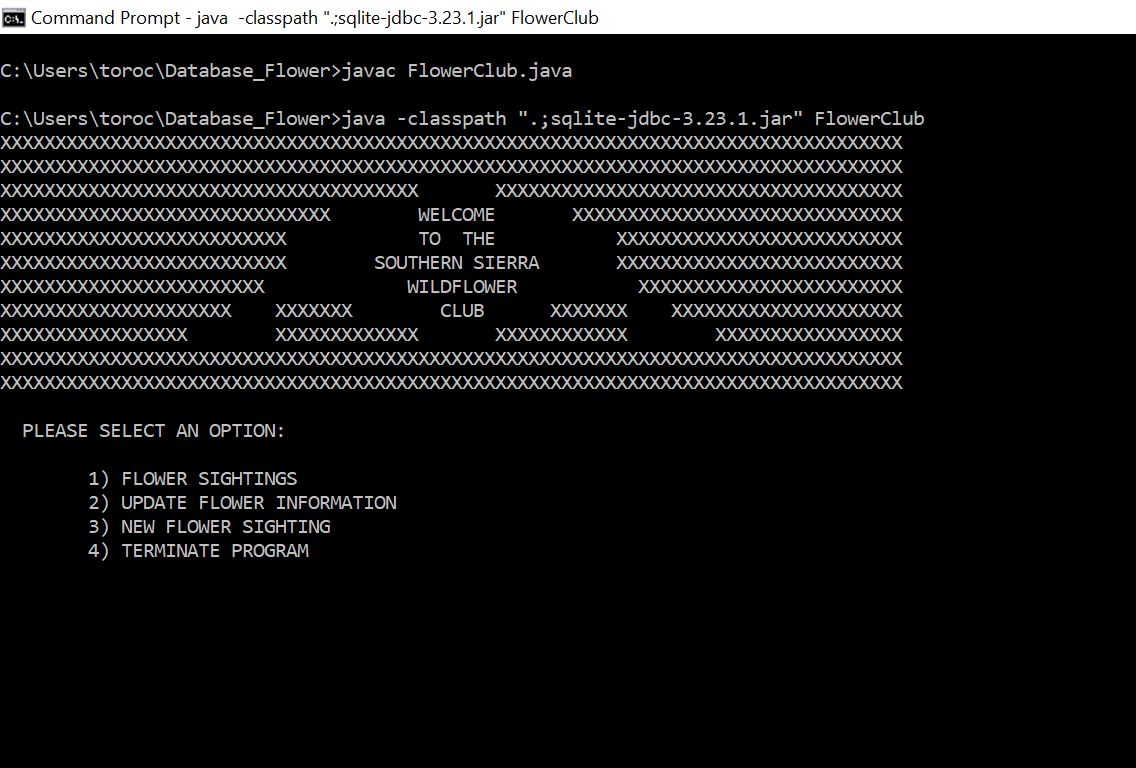 Command Prompt - java  -classpath ".;sqlite-jdbc-3.23.1.jar" FlowerClub
C:\Users\toroc\Database_Flower>javac FlowerClub.java
C:\Users\toroc\Database_Flower>java -classpath ".;sqlite-jdbc-3.23.1.jar" FlowerClub
XXXXXXXXXXXXXXXXXXXXXXXXXXXXXXXXXXXXXXXXXXXXXXXXXXXXXXXXXXXXXXXXXXXXXXXXXXXXXXXXXX
XXXXXXXXXXXXXXXXXXXXXXXXXXXXXXXXXXXXXXXXXXXXXXXXXXXXXXXXXXXXXXXXXXXXXXXXXXXXXXXXXX
XXXXXXXXXXXXXXXXXXXXXXXXXXXXXXXXXXXXXX       XXXXXXXXXXXXXXXXXXXXXXXXXXXXXXXXXXXXX
XXXXXXXXXXXXXXXXXXXXXXXXXXXXXX        WELCOME       XXXXXXXXXXXXXXXXXXXXXXXXXXXXXX
XXXXXXXXXXXXXXXXXXXXXXXXXX            TO  THE           XXXXXXXXXXXXXXXXXXXXXXXXXX
XXXXXXXXXXXXXXXXXXXXXXXXXX        SOUTHERN SIERRA       XXXXXXXXXXXXXXXXXXXXXXXXXX
XXXXXXXXXXXXXXXXXXXXXXXX             WILDFLOWER           XXXXXXXXXXXXXXXXXXXXXXXX
XXXXXXXXXXXXXXXXXXXXX    XXXXXXX        CLUB      XXXXXXX    XXXXXXXXXXXXXXXXXXXXX
XXXXXXXXXXXXXXXXX        XXXXXXXXXXXXX       XXXXXXXXXXXX        XXXXXXXXXXXXXXXXX
XXXXXXXXXXXXXXXXXXXXXXXXXXXXXXXXXXXXXXXXXXXXXXXXXXXXXXXXXXXXXXXXXXXXXXXXXXXXXXXXXX
XXXXXXXXXXXXXXXXXXXXXXXXXXXXXXXXXXXXXXXXXXXXXXXXXXXXXXXXXXXXXXXXXXXXXXXXXXXXXXXXXX
PLEASE SELECT AN OPTION:
1) FLOWER SIGHTINGS
2) UPDATE FLOWER INFORMATION
3) NEW FLOWER SIGHTING
4) TERMINATE PROGRAM